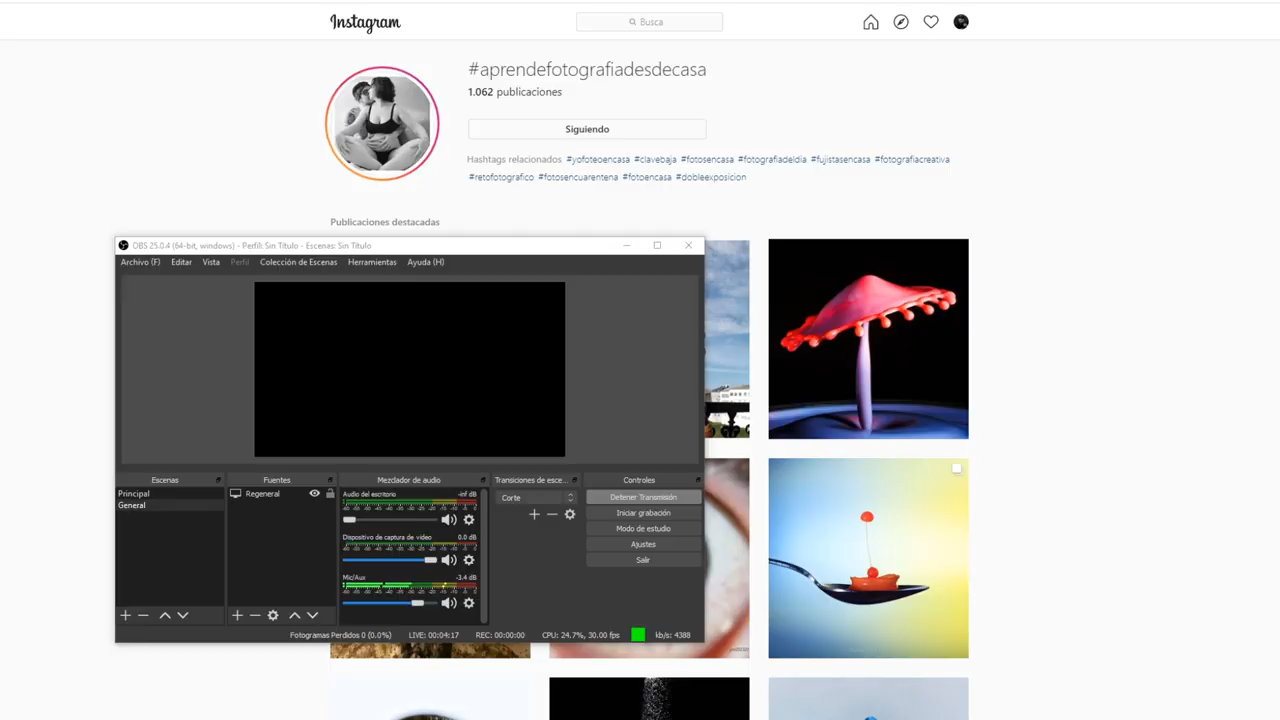 Instagram
Busca
#aprendefotografiadesdecasa
1.062 publicaciones
Siguiendo
Hashtags relacionados #yofoteoencasa #clavebaja #fotosencasa #fotografiadeldia #fujistasencasa #fotografiacreativa
#retofotografico #fotosencuarentena #fotoencasa #dobleexposicion
Publicaciones destacadas
OBS 25.0.4 (64-bit, windows) - Perfil: Sin Título - Escenas: Sin Título
Archivo (F) Editar Vista Perfil Colección de Escenas Herramientas Ayuda (H)
Escenas Fuentes Mezclador de audio Transiciones de esce... Controles
Principal
General
Regeneral
Audio del escritorio -inf dB
Dispositivo de captura de video 0.0 dB
Mic/Aux -3.4 dB
Corte
Detener Transmisión
Iniciar grabación
Modo de estudio
Ajustes
Salir
Fotogramas Perdidos 0 (0.0%) LIVE: 00:04:17 REC: 00:00:00 CPU: 24.7%, 30.00 fps kb/s: 4388